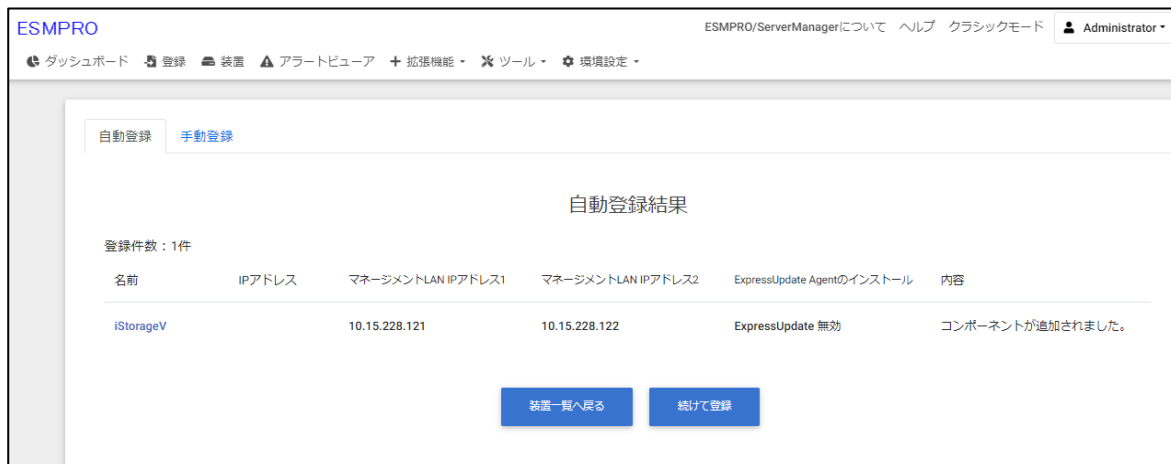 ESMPRO ESMPRO/ServerManagerについて ヘルプ クラシックモード Administrator
ダッシュボード 登録 装置 アラートビューア 拡張機能 ツール 環境設定
自動登録 手動登録
自動登録結果
登録件数：1件
名前 IPアドレス マネージメントLAN IPアドレス1 マネージメントLAN IPアドレス2 ExpressUpdate Agentのインストール 内容
iStorageV 10.15.228.121 10.15.228.122 ExpressUpdate 無効 コンポーネントが追加されました。
装置一覧へ戻る 続けて登録